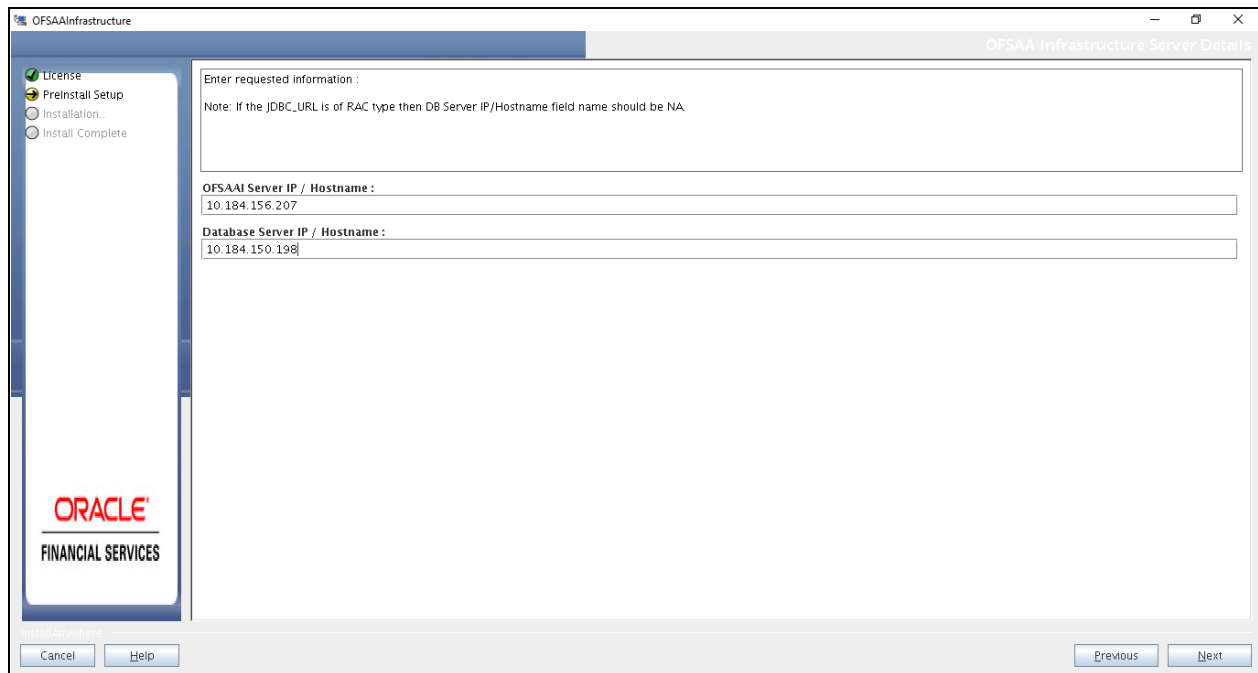 OFSAAInfrastructure
OFSAA Infrastructure Server Details
License
PreInstall Setup
Installation..
Install Complete
Enter requested information :
Note: If the JDBC_URL is of RAC type then DB Server IP/Hostname field name should be NA.
OFSAAI Server IP / Hostname :
10.184.156.207
Database Server IP / Hostname :
10.184.150.198
ORACLE
FINANCIAL SERVICES
InstallAnywhere
Cancel
Help
Previous
Next